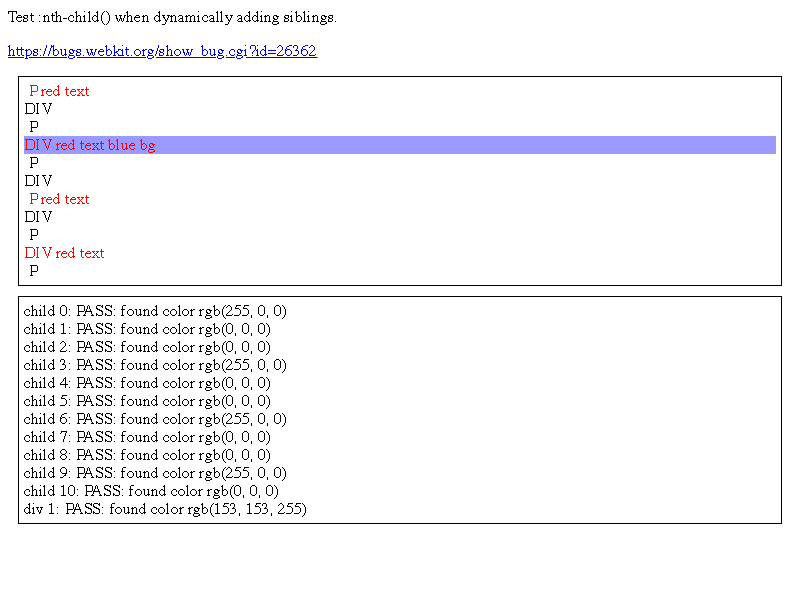 Test :nth-child() when dynamically adding siblings.
https://bugs.webkit.org/show_bug.cgi?id=26362
P red text
DIV
P
DIV red text blue bg
P
DIV
P red text
DIV
P
DIV red text
P
child 0: PASS: found color rgb(255, 0, 0)
child 1: PASS: found color rgb(0, 0, 0)
child 2: PASS: found color rgb(0, 0, 0)
child 3: PASS: found color rgb(255, 0, 0)
child 4: PASS: found color rgb(0, 0, 0)
child 5: PASS: found color rgb(0, 0, 0)
child 6: PASS: found color rgb(255, 0, 0)
child 7: PASS: found color rgb(0, 0, 0)
child 8: PASS: found color rgb(0, 0, 0)
child 9: PASS: found color rgb(255, 0, 0)
child 10: PASS: found color rgb(0, 0, 0)
div 1: PASS: found color rgb(153, 153, 255)